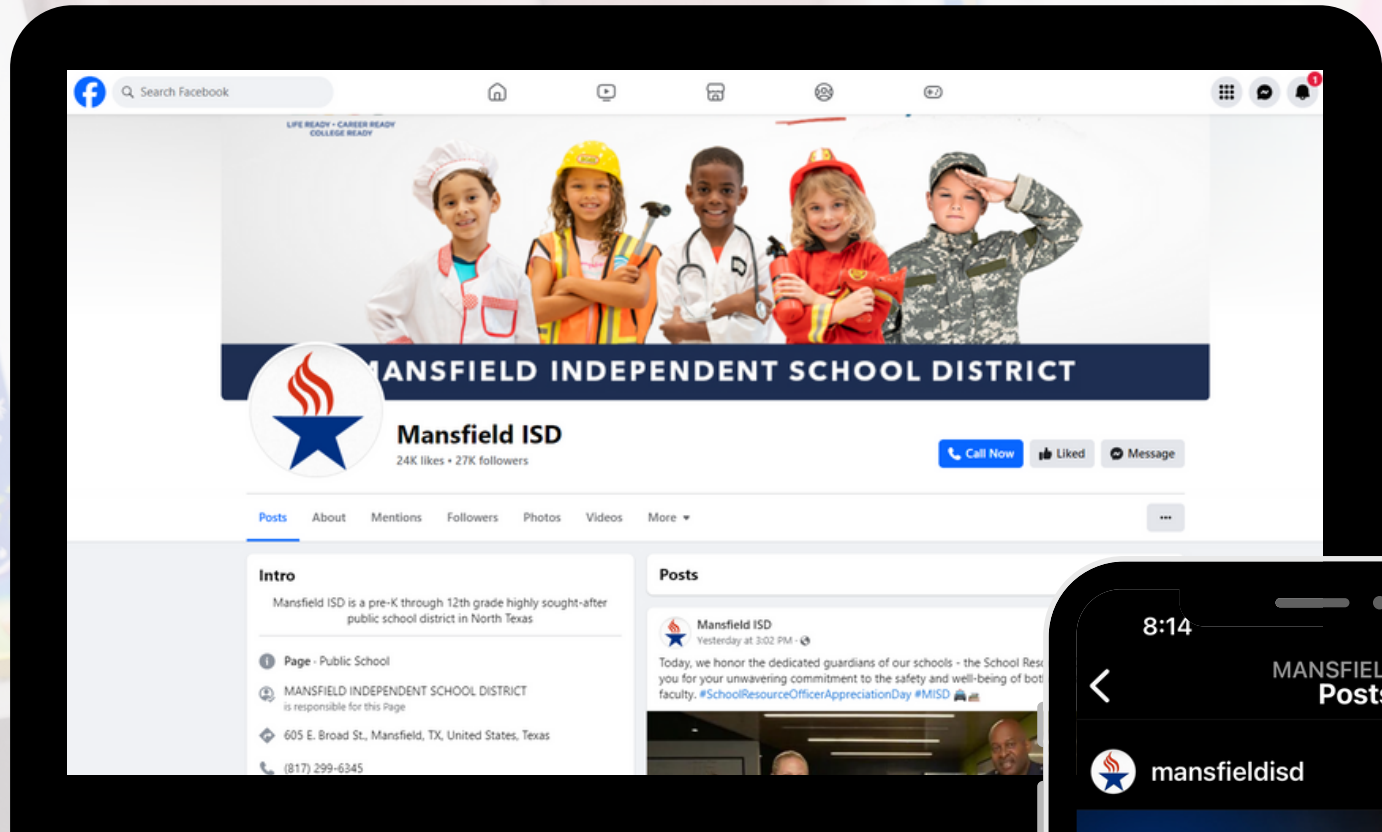 Search Facebook
1
LIFE READY • CAREER READY
COLLEGE READY
MANSFIELD INDEPENDENT SCHOOL DISTRICT
Mansfield ISD
24K likes • 27K followers
Call Now
Liked
Message
Posts
About
Mentions
Followers
Photos
Videos
More
Intro
Mansfield ISD is a pre-K through 12th grade highly sought-after
public school district in North Texas
Page · Public School
MANSFIELD INDEPENDENT SCHOOL DISTRICT
is responsible for this Page
605 E. Broad St., Mansfield, TX, United States, Texas
(817) 299-6345
Posts
Mansfield ISD
Yesterday at 3:02 PM ·
Today, we honor the dedicated guardians of our schools - the School
you for your unwavering commitment to the safety and well-being of
faculty. #SchoolResourceOfficerAppreciationDay #MISD
8:14
Posts
mansfieldisd